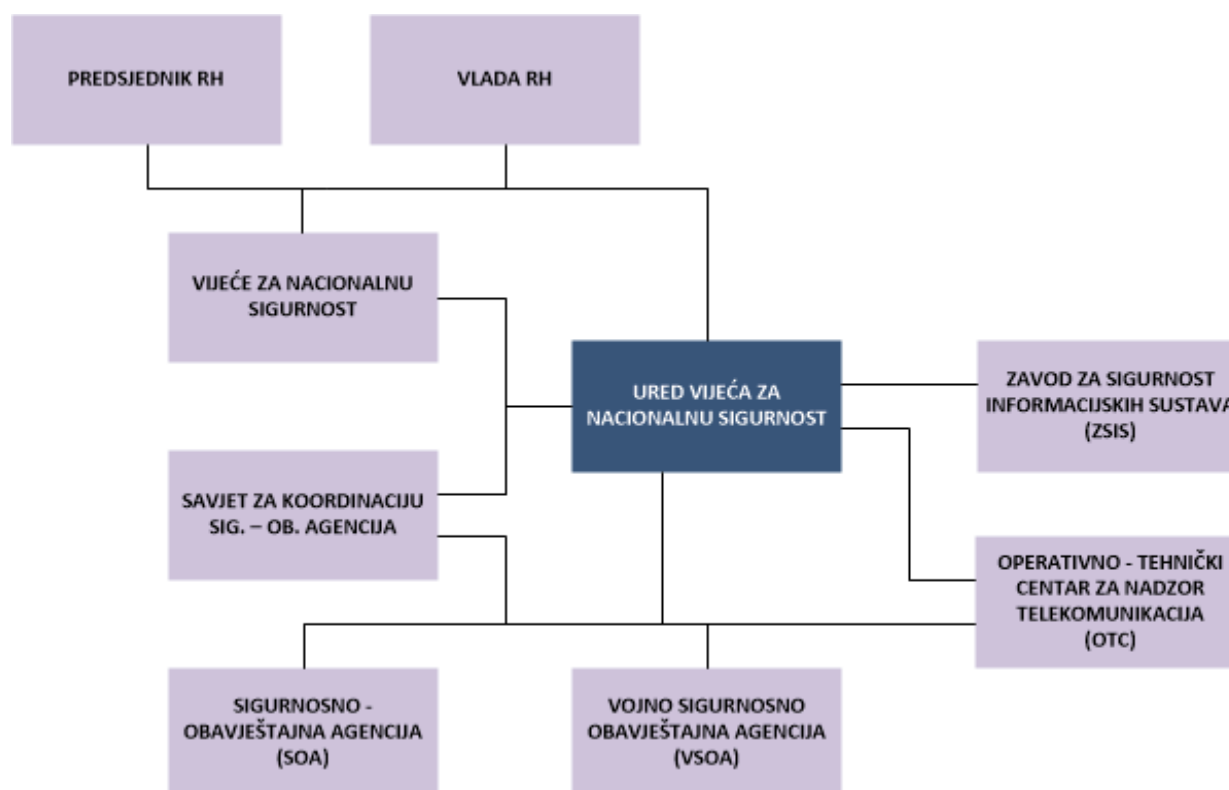 PREDSJEDNIK RH
VLADA RH
VIJEĆE ZA NACIONALNU
SIGURNOST
URED VIJEĆA ZA
NACIONALNU SIGURNOST
ZAVOD ZA SIGURNOST
INFORMACIJSKIH SUSTAVA
(ZSIS)
SAVJET ZA KOORDINACIJU
SIG. – OB. AGENCIJA
OPERATIVNO - TEHNIČKI
CENTAR ZA NADZOR
TELEKOMUNIKACIJA
(OTC)
SIGURNOSNO -
OBAVJEŠTAJNA AGENCIJA
(SOA)
VOJNO SIGURNOSNO
OBAVJEŠTAJNA AGENCIJA
(VSOA)